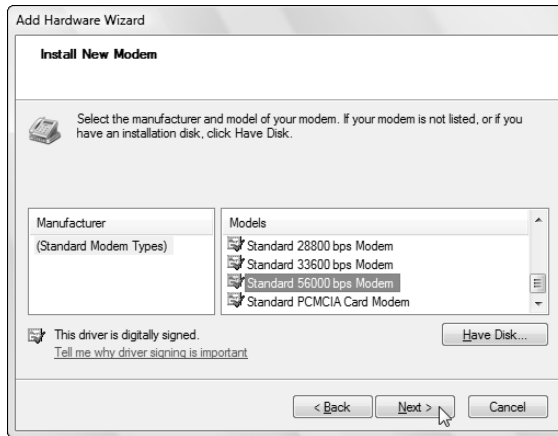 Add Hardware Wizard
Install New Modem
Select the manufacturer and model of your modem. If your modem is not listed, or if you
have an installation disk, click Have Disk.
Manufacturer
(Standard Modem Types)
Models
Standard 28800 bps Modem
Standard 33600 bps Modem
Standard 56000 bps Modem
Standard PCMCIA Card Modem
This driver is digitally signed.
Tell me why driver signing is important
Have Disk...
< Back
Next >
Cancel